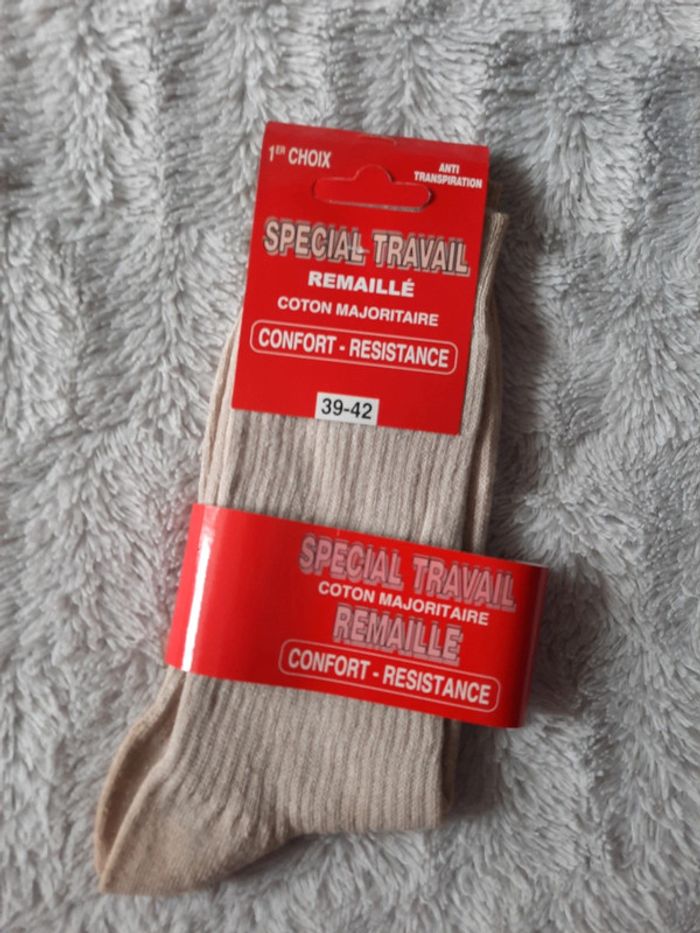 1ER CHOIX
ANTI
TRANSPIRATION
SPECIAL TRAVAIL
REMAILLÉ
COTON MAJORITAIRE
CONFORT - RESISTANCE
39-42
SPECIAL TRAVAIL
COTON MAJORITAIRE
REMAILLE
CONFORT - RESISTANCE